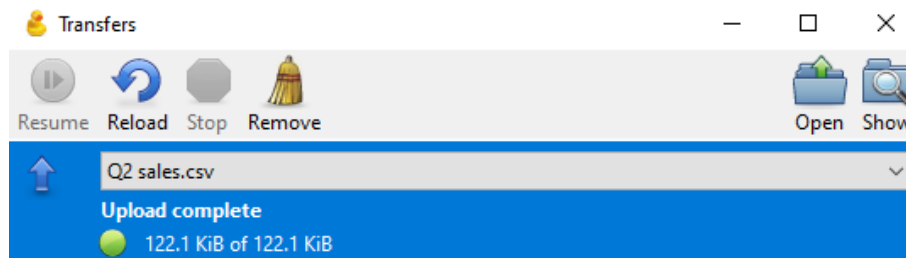 Transfers
Resume Reload Stop Remove Open Show
Q2 sales.csv
Upload complete
122.1 KiB of 122.1 KiB